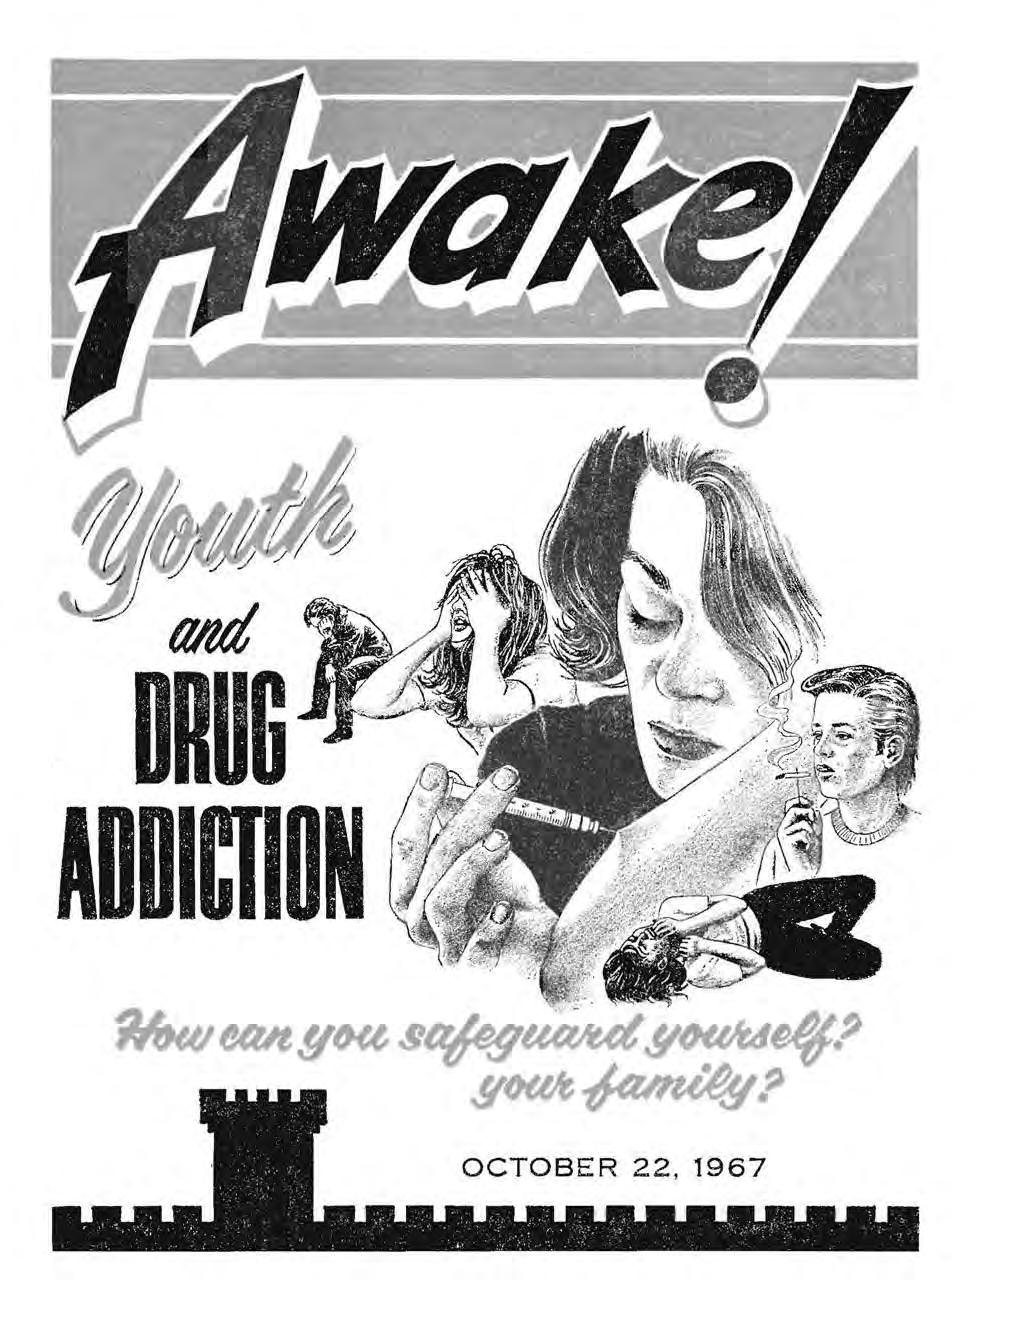 Awake!
Youth
and
DRUG
ADDICTION
How can you safeguard yourself?
your family?
OCTOBER 22, 1967